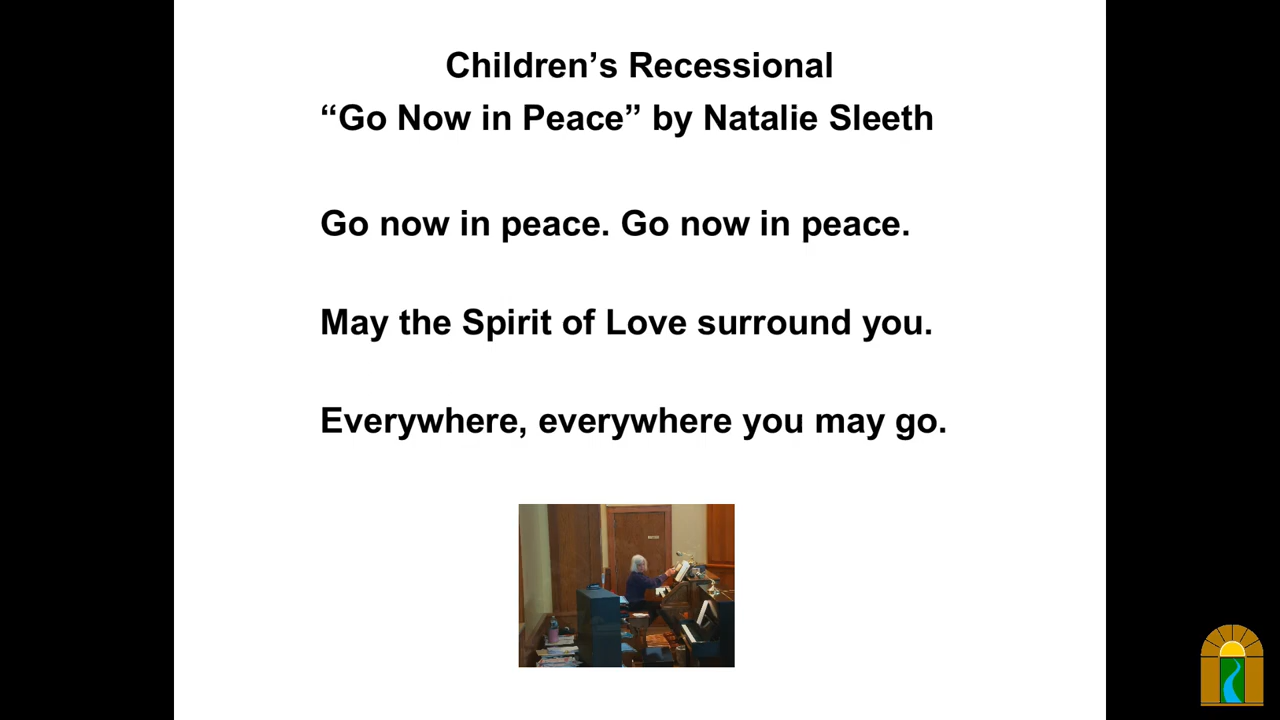 Children’s Recessional
“Go Now in Peace” by Natalie Sleeth
Go now in peace. Go now in peace.
May the Spirit of Love surround you.
Everywhere, everywhere you may go.